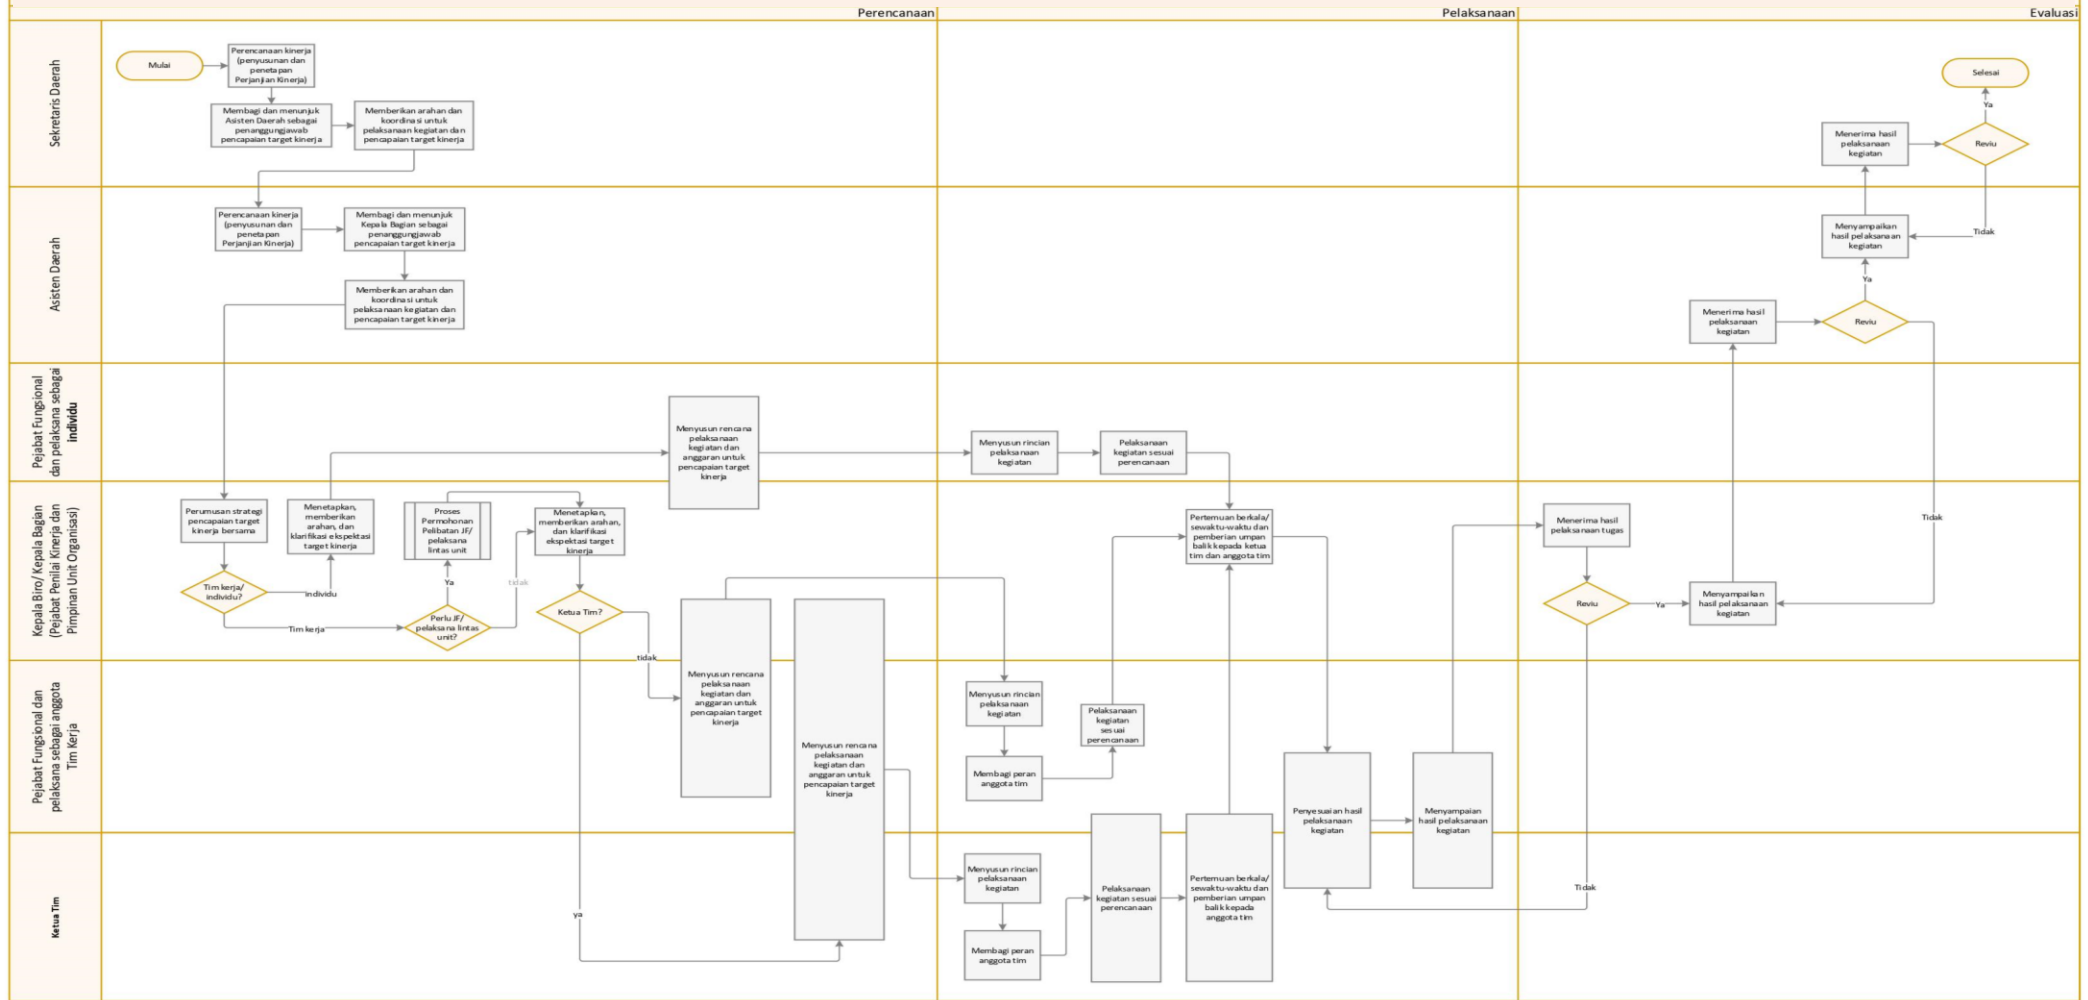 Perencanaan
Pelaksanaan
Evaluasi
Sekretaris Daerah
Mulai
Perencanaan kinerja
(penyusunan dan
penetapan
Perjanjian Kinerja)
Membagi dan menunjuk
Asisten Daerah sebagai
penanggungjawab
pencapaian target kinerja
Memberikan arahan dan
koordinasi untuk
pelaksanaan kegiatan dan
pencapaian target kinerja
Menerima hasil
pelaksanaan
kegiatan
Reviu
Ya
Selesai
Tidak
Asisten Daerah
Perencanaan kinerja
(penyusunan dan
penetapan
Perjanjian Kinerja)
Membagi dan menunjuk
Kepala Bagian sebagai
penanggungjawab
pencapaian target kinerja
Memberikan arahan dan
koordinasi untuk
pelaksanaan kegiatan dan
pencapaian target kinerja
Menyampaikan
hasil pelaksanaan
kegiatan
Ya
Menerima hasil
pelaksanaan
kegiatan
Reviu
Pejabat Fungsional
dan pelaksana sebagai
individu
Menyusun rencana
pelaksanaan
kegiatan dan
anggaran untuk
pencapaian target
kinerja
Menyusun rincian
pelaksanaan
kegiatan
Pelaksanaan
kegiatan sesuai
perencanaan
Kepala Biro/ Kepala Bagian
(Pejabat Penilai Kinerja dan
Pimpinan Unit Organisasi)
Perumusan strategi
pencapaian target
kinerja bersama
Tim kerja/
individu?
individu
Tim kerja
Menetapkan,
memberikan
arahan, dan
klarifikasi ekspektasi
target kinerja
Proses
Permohonan
Pelibatan JF/
pelaksana
lintas unit
Ya
Perlu JF/
pelaksana lintas
unit?
tidak
Menetapkan,
memberikan arahan,
dan klarifikasi
ekspektasi target
kinerja
Ketua Tim?
tidak
ya
Pertemuan berkala/
sewaktu-waktu dan
pemberian umpan
balik kepada ketua
tim dan anggota tim
Menerima hasil
pelaksanaan tugas
Reviu
Ya
Menyampaikan
hasil pelaksanaan
kegiatan
Tidak
Tidak
Pejabat Fungsional dan
pelaksana sebagai anggota
Tim Kerja
Menyusun rencana
pelaksanaan
kegiatan dan
anggaran untuk
pencapaian target
kinerja
Menyusun rencana
pelaksanaan
kegiatan dan
anggaran untuk
pencapaian target
kinerja
Menyusun rincian
pelaksanaan
kegiatan
Membagi peran
anggota tim
Pelaksanaan
kegiatan
sesuai
perencanaan
Penyesuaian hasil
pelaksanaan
kegiatan
Menyampaian
hasil pelaksanaan
kegiatan
Ketua Tim
Menyusun rincian
pelaksanaan
kegiatan
Membagi peran
anggota tim
Pelaksanaan
kegiatan sesuai
perencanaan
Pertemuan berkala/
sewaktu-waktu dan
pemberian umpan
balik kepada
anggota tim